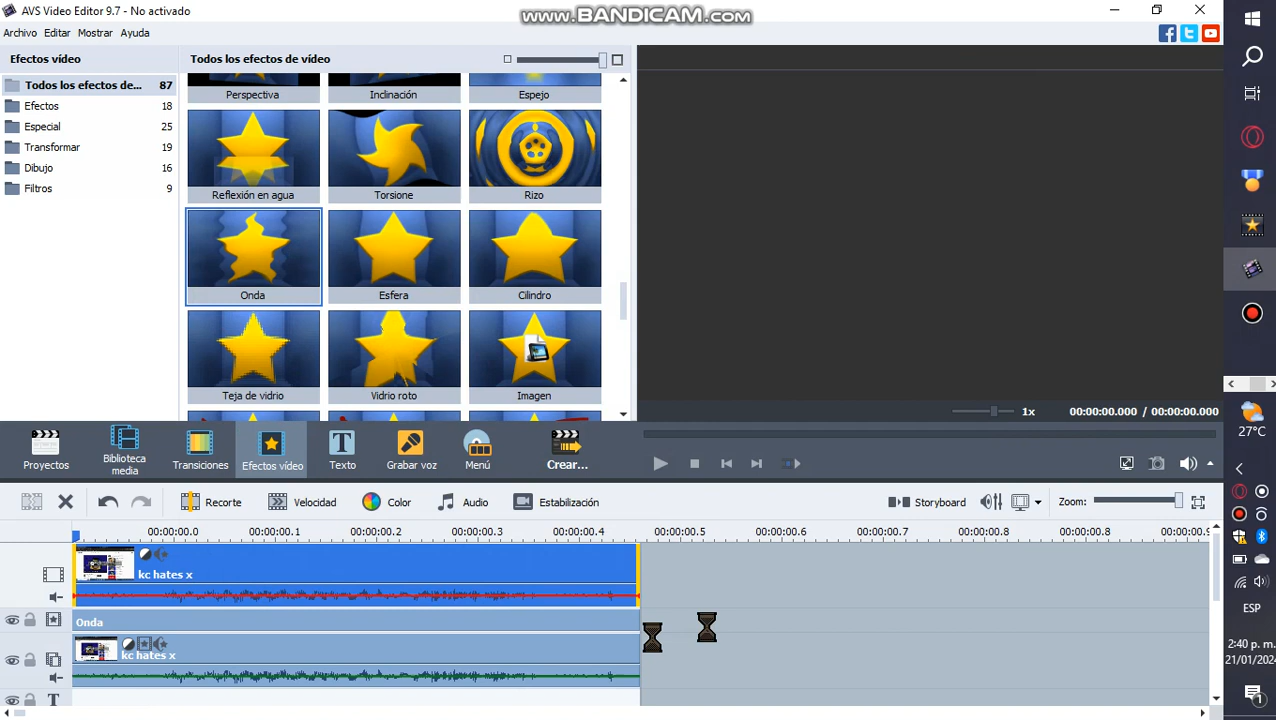 AVS Video Editor 9.7 - No activado
www.BANDICAM.com
Archivo Editar Mostrar Ayuda
Efectos vídeo
Todos los efectos de vídeo
Todos los efectos de... 87
Efectos 18
Especial 25
Transformar 19
Dibujo 16
Filtros 9
Perspectiva Inclinación Espejo
Reflexión en agua Torsione Rizo
Onda Esfera Cilindro
Teja de vidrio Vidrio roto Imagen
1x 00:00:00.000 / 00:00:00.000
Proyectos
Biblioteca media
Transiciones
Efectos vídeo
Texto
Grabar voz
Menú
Crear...
Recorte Velocidad Color Audio Estabilización
Storyboard Zoom:
00:00:00.0 00:00:00.1 00:00:00.2 00:00:00.3 00:00:00.4 00:00:00.5 00:00:00.6 00:00:00.7 00:00:00.8 00:00:00.9
kc hates x
Onda
kc hates x
T
27°C
ESP
2:40 p. m.
21/01/2024
1